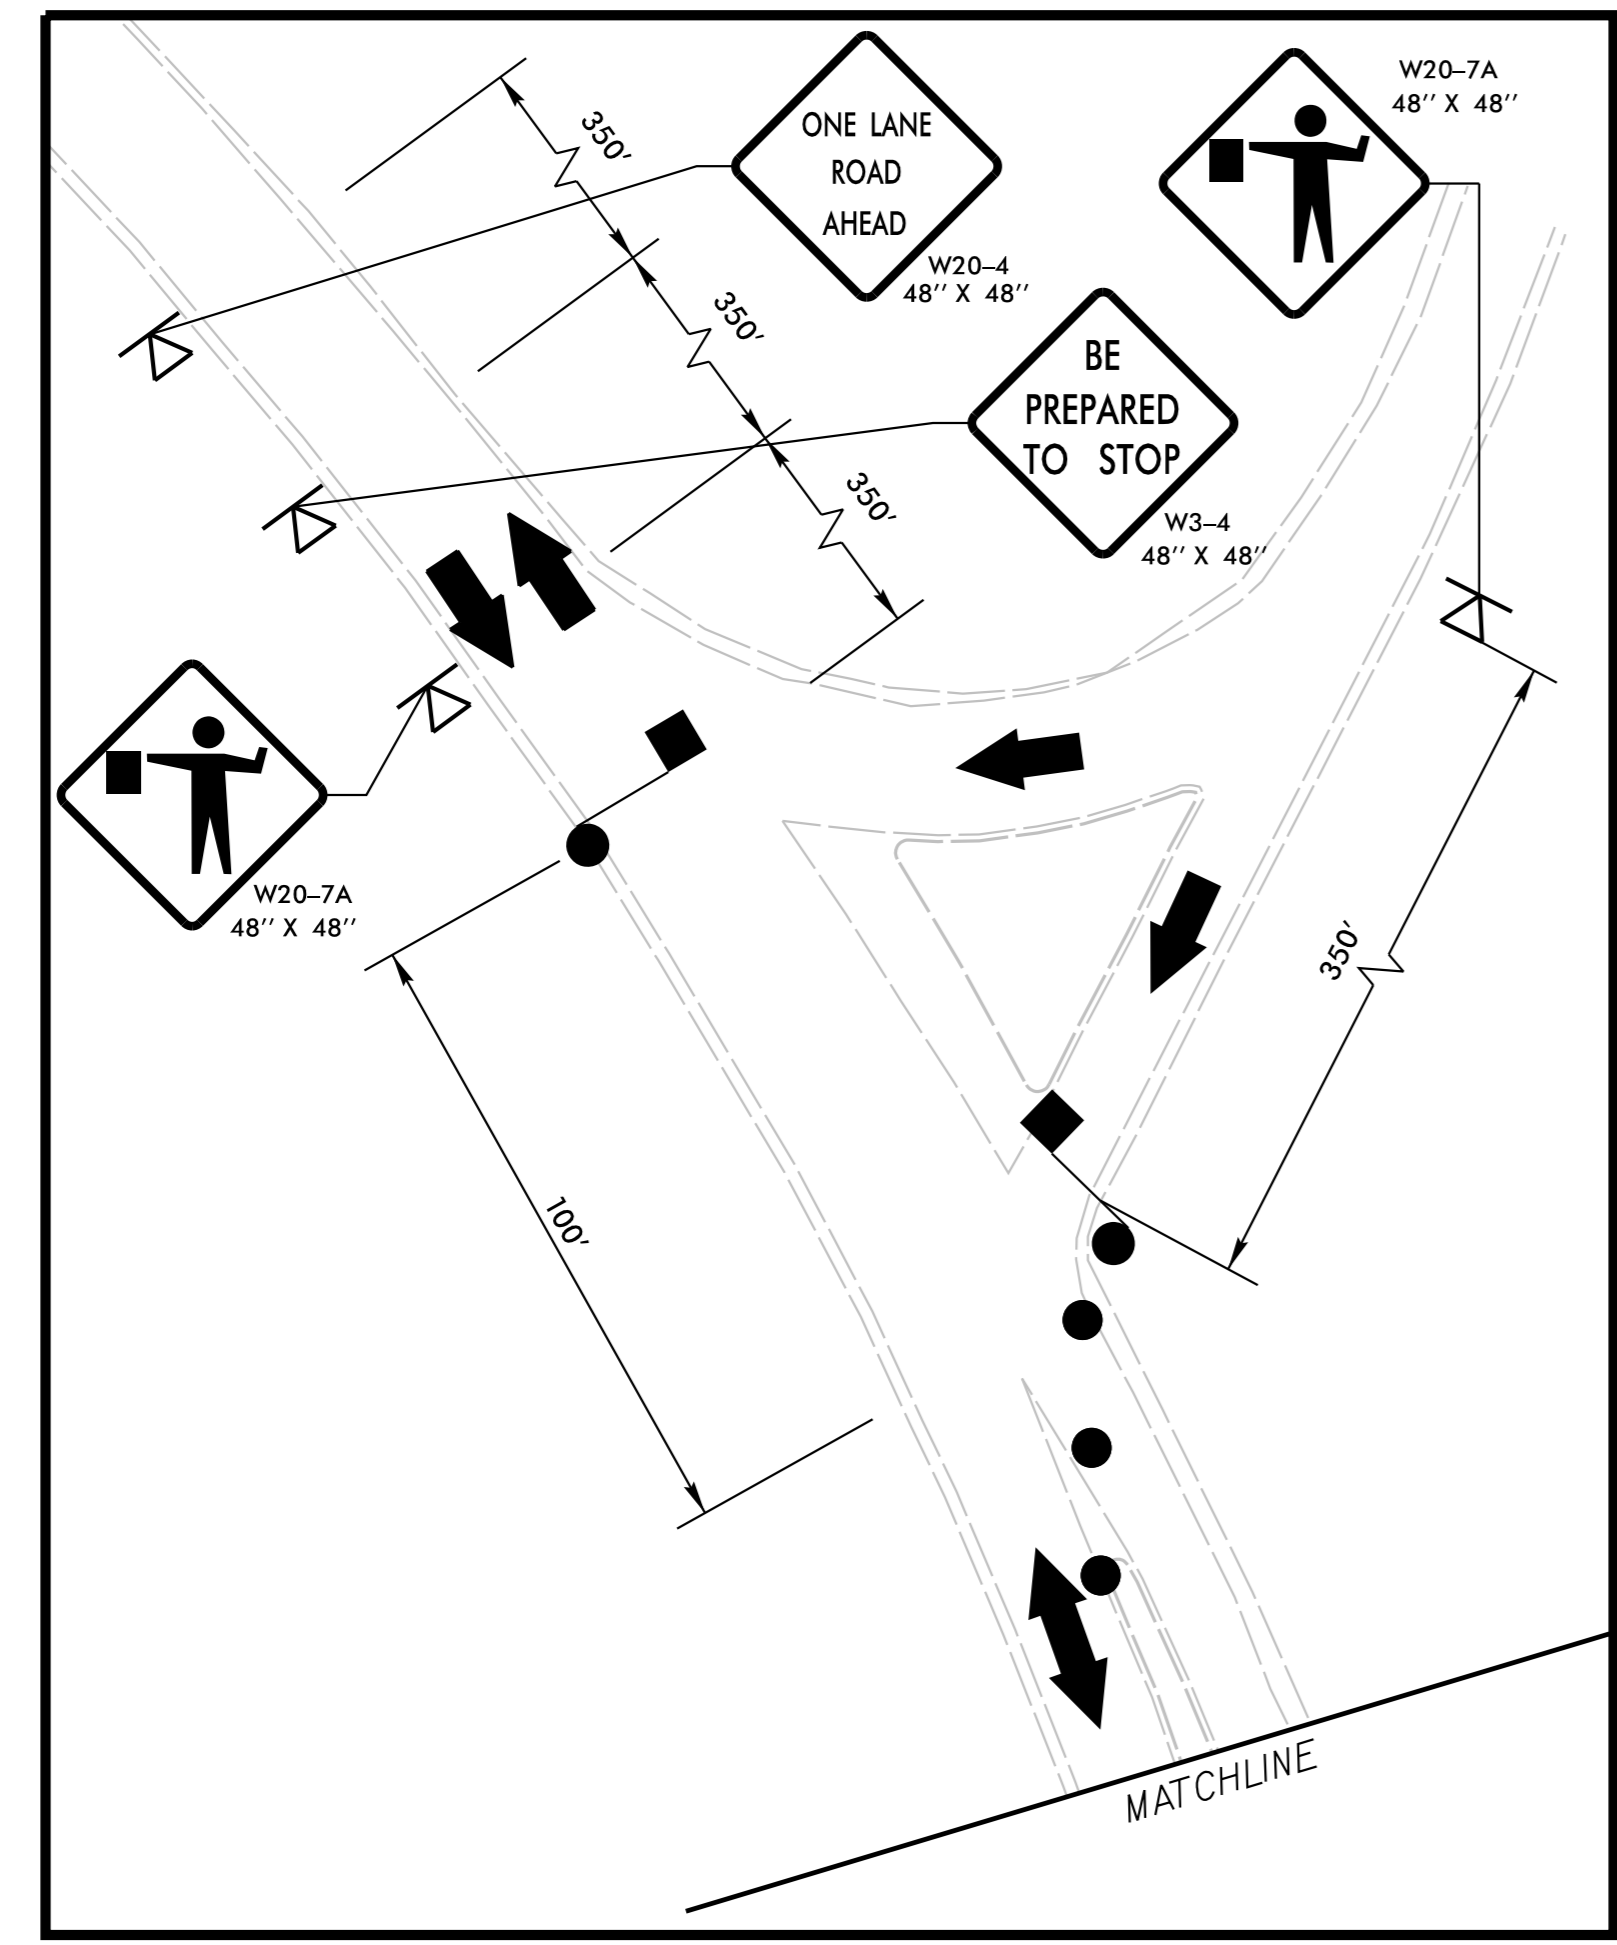 W20–7A
48'' X 48''
ONE LANE
ROAD
AHEAD
W20–4
48'' X 48''
350'
350'
350'
BE
PREPARED
TO STOP
W3–4
48'' X 48''
W20–7A
48'' X 48''
350'
100'
MATCHLINE